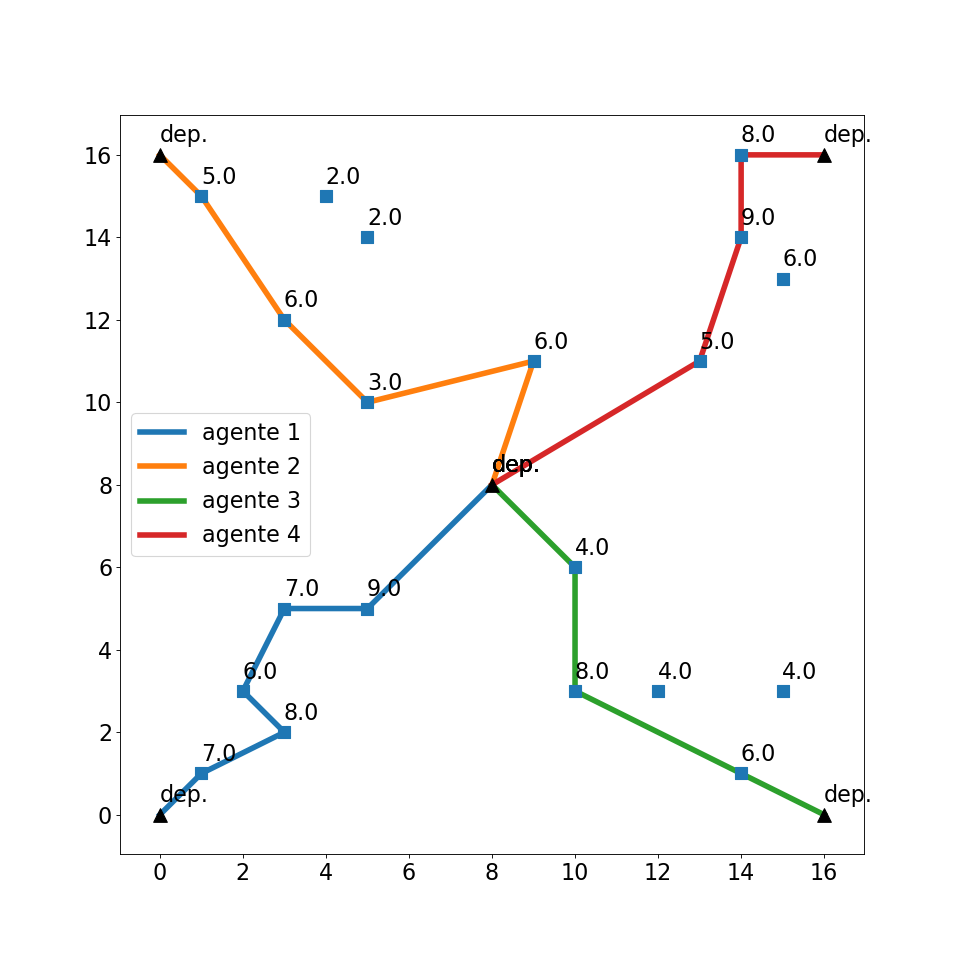 dep. 8.0 dep.
16
5.0 2.0
2.0 9.0
14
6.0
6.0
12
6.0 5.0
3.0
10
agente 1
agente 2
dep. dep.
8
agente 3
agente 4
4.0
6
7.0 9.0
4
6.0 8.0 4.0 4.0
8.0
2
7.0 6.0
dep. dep.
0
0 2 4 6 8 10 12 14 16